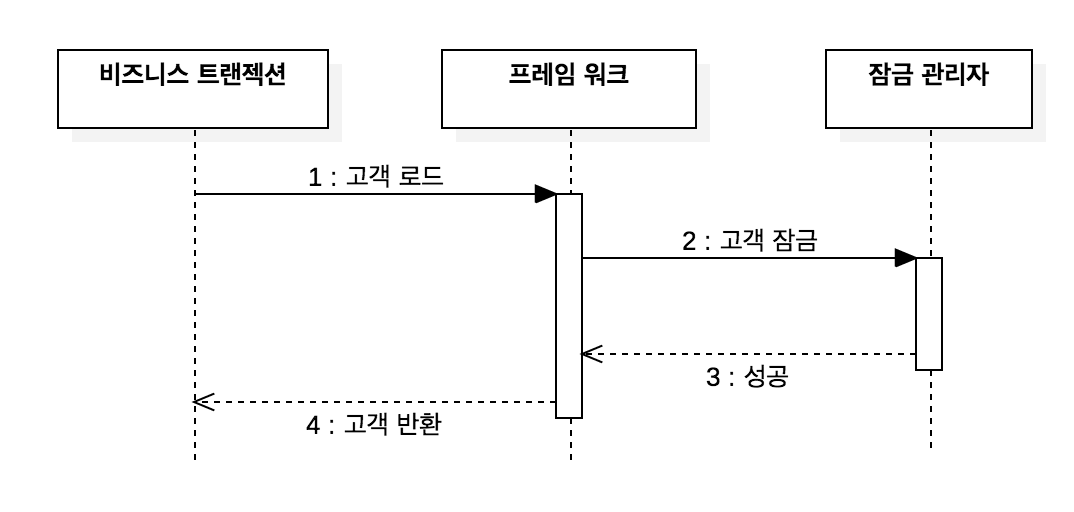 비즈니스 트랜젝션
프레임 워크
잠금 관리자
1 : 고객 로드
2 : 고객 잠금
3 : 성공
4 : 고객 반환